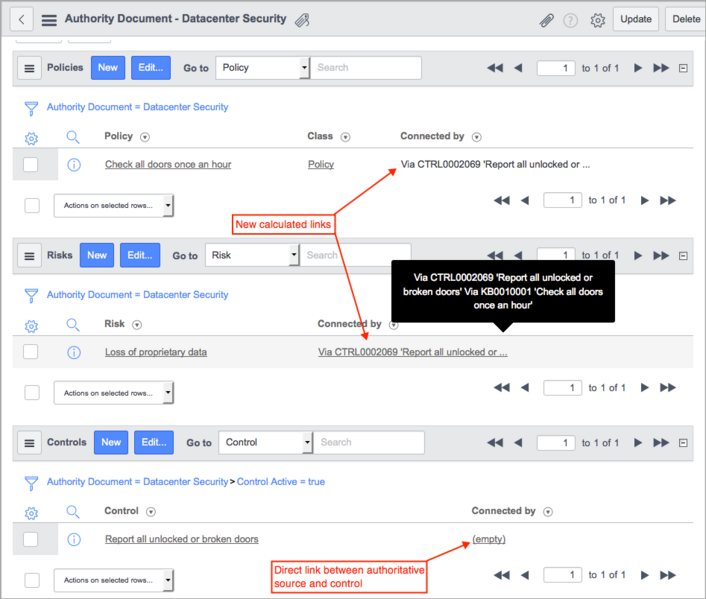 Authority Document - Datacenter Security
Update
Delete
Policies New Edit... Go to Policy Search 1 to 1 of 1
Authority Document = Datacenter Security
Policy Class Connected by
Check all doors once an hour Policy Via CTRL0002069 'Report all unlocked or ...
Actions on selected rows... 1 to 1 of 1
New calculated links
Risks New Edit... Go to Risk Search 1 to 1 of 1
Via CTRL0002069 'Report all unlocked or
broken doors' Via KB0010001 'Check all doors
once an hour'
Authority Document = Datacenter Security
Risk Connected by
Loss of proprietary data Via CTRL0002069 'Report all unlocked or ...
Actions on selected rows... 1 to 1 of 1
Controls New Edit... Go to Control Search 1 to 1 of 1
Authority Document = Datacenter Security > Control Active = true
Control Connected by
Report all unlocked or broken doors (empty)
Direct link between authoritative
source and control
Actions on selected rows... 1 to 1 of 1